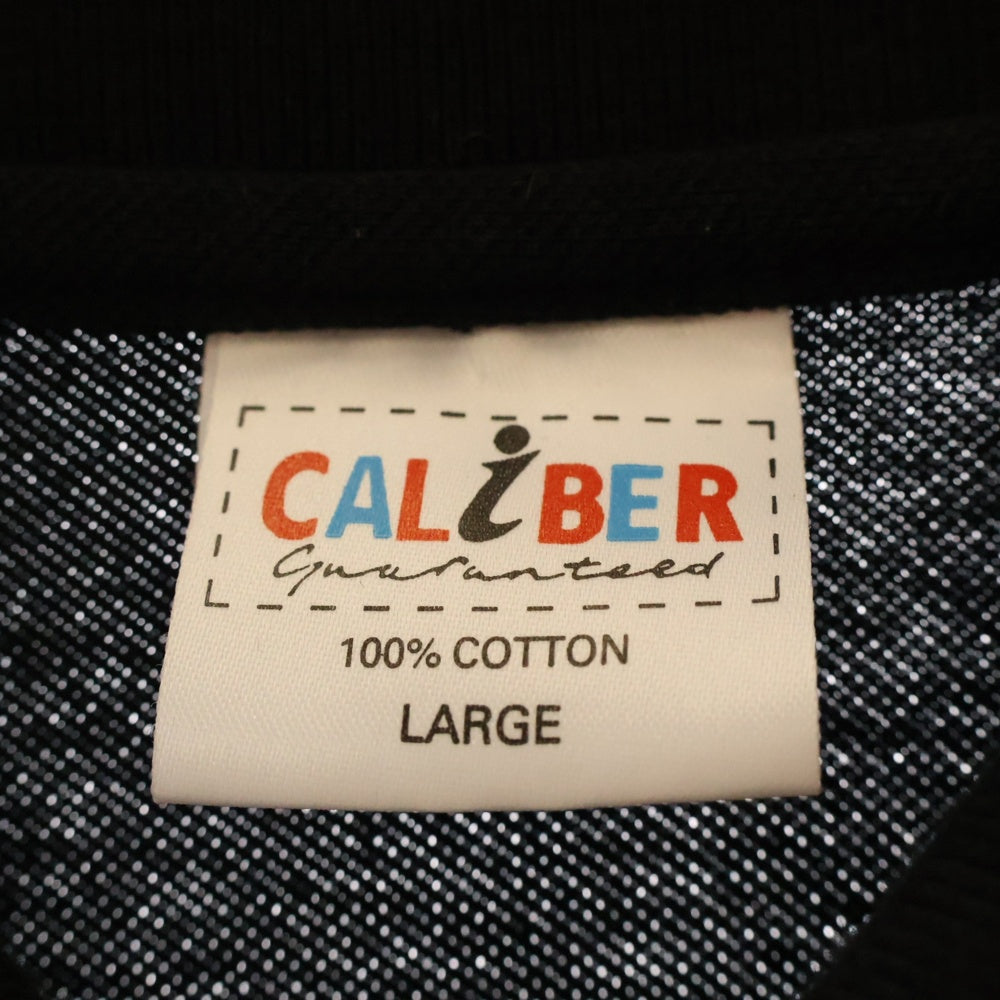 CALiBER
Guaranteed
100% COTTON
LARGE